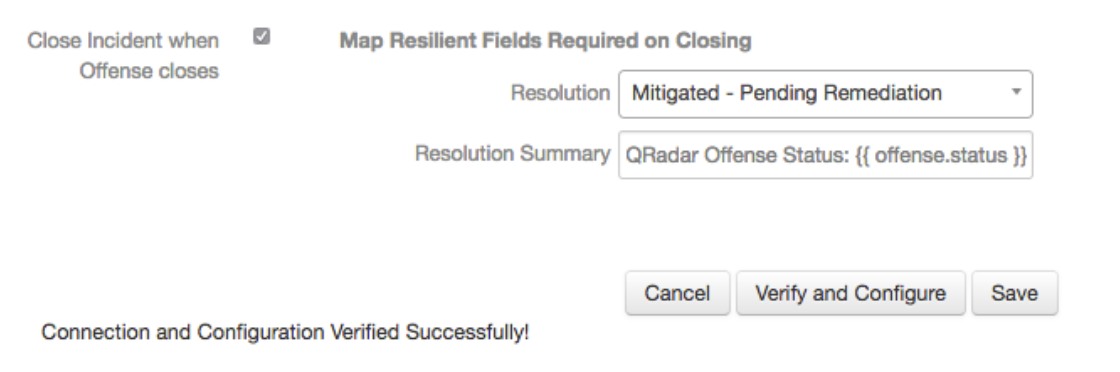 Close Incident when
Offense closes
Map Resilient Fields Required on Closing
Resolution Mitigated - Pending Remediation
Resolution Summary QRadar Offense Status: {{ offense.status }}
Cancel Verify and Configure Save
Connection and Configuration Verified Successfully!